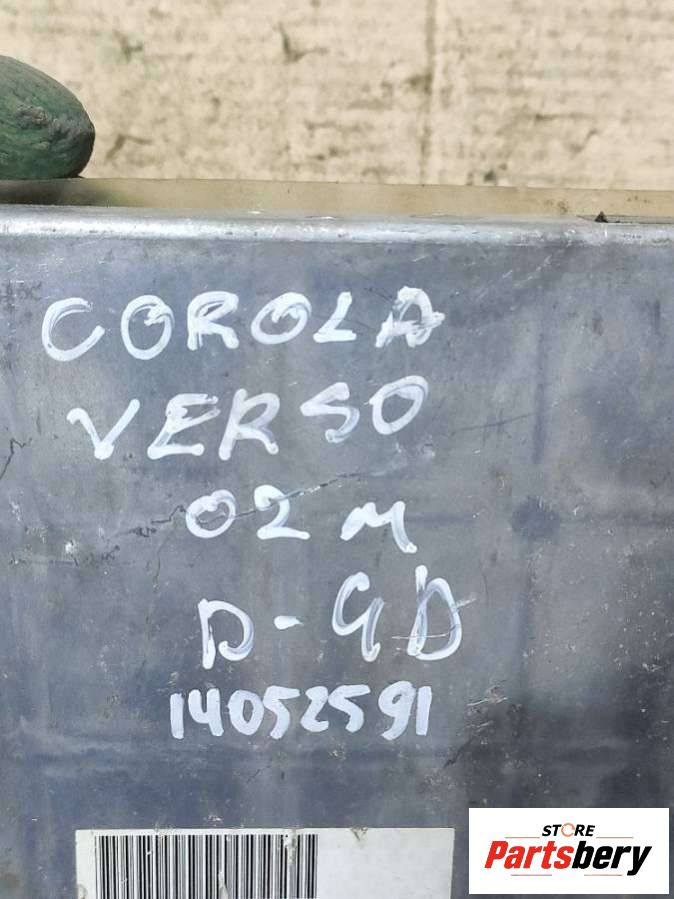 COROLA
VERSO
02 M
D-4D
14052591
STORE
Partsbery